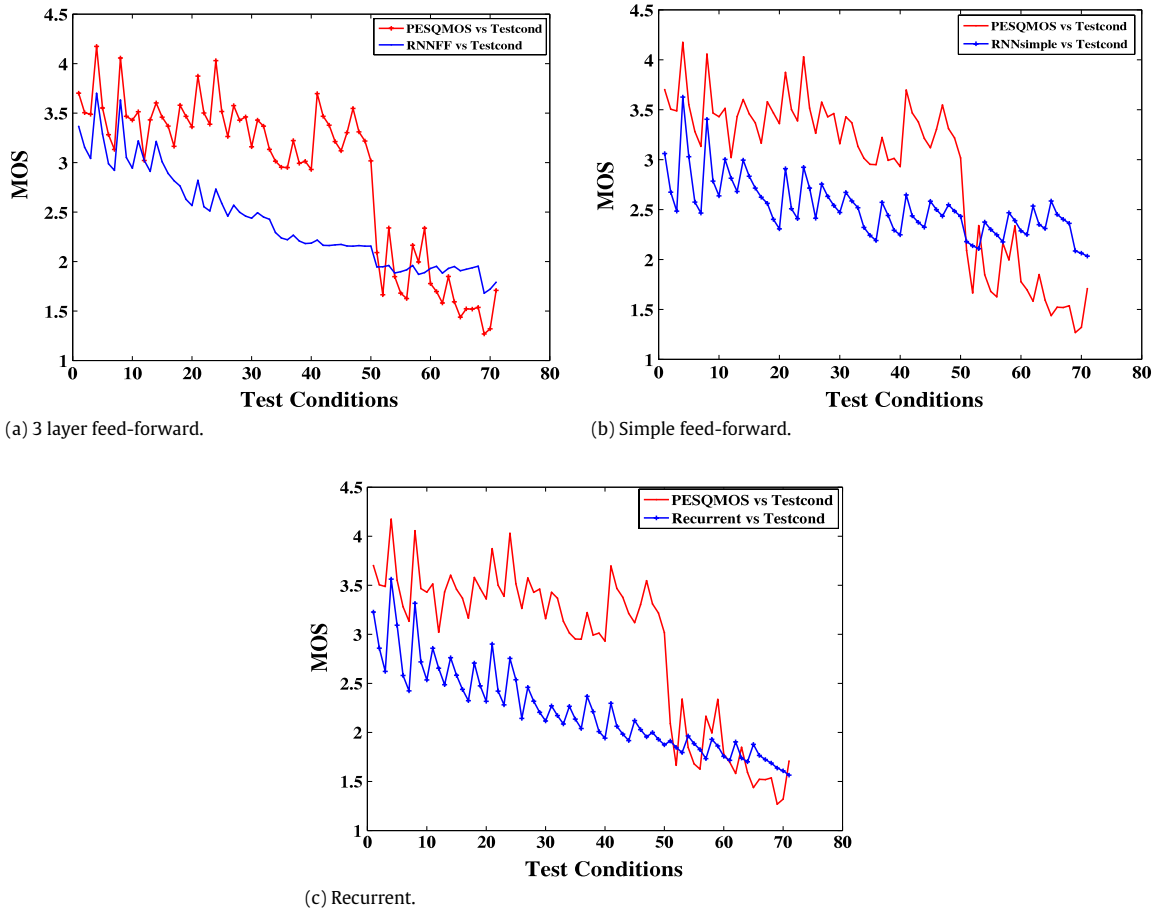 4.5
4
3.5
3
2.5
2
1.5
1
MOS
0 10 20 30 40 50 60 70 80
Test Conditions
PESQMOS vs Testcond
RNNFF vs Testcond
(a) 3 layer feed-forward.
4.5
4
3.5
3
2.5
2
1.5
1
MOS
0 10 20 30 40 50 60 70 80
Test Conditions
PESQMOS vs Testcond
RNNsimple vs Testcond
(b) Simple feed-forward.
4.5
4
3.5
3
2.5
2
1.5
1
MOS
0 10 20 30 40 50 60 70 80
Test Conditions
PESQMOS vs Testcond
Recurrent vs Testcond
(c) Recurrent.